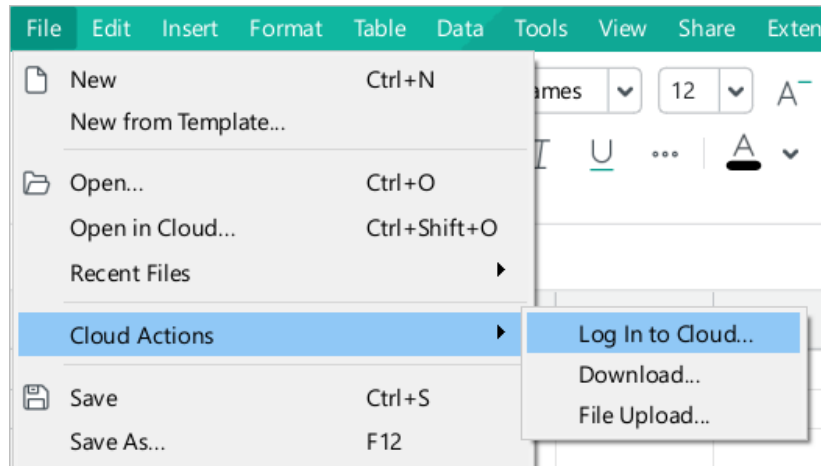 File Edit Insert Format Table Data Tools View Share
New Ctrl+N
12 A
New from Template...
U A
Open... Ctrl+O
Open in Cloud... Ctrl+Shift+O
Recent Files
Cloud Actions
Log In to Cloud...
Download...
File Upload...
Save Ctrl+S
Save As... F12